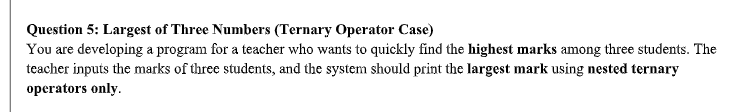 Question 5: Largest of Three Numbers (Ternary Operator Case)
You are developing a program for a teacher who wants to quickly find the highest marks among three students. The
teacher inputs the marks of three students, and the system should print the largest mark using nested ternary
operators only.